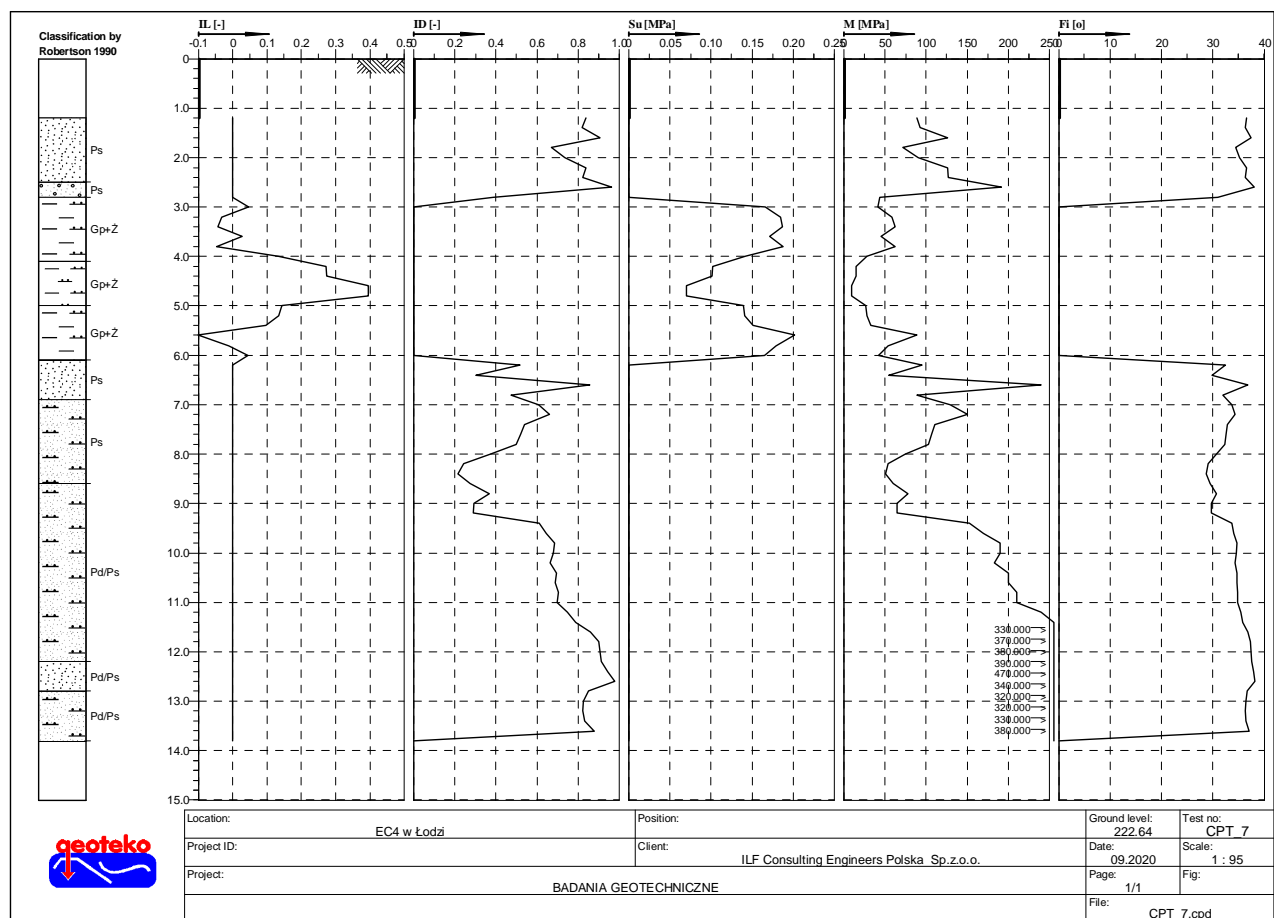 Classification by
Robertson 1990
IL [-]
ID [-]
Su [MPa]
M [MPa]
Fi [o]
-0.1 0 0.1 0.2 0.3 0.4 0.5
0.2 0.4 0.6 0.8 1.0
0.00 0.05 0.10 0.15 0.20 0.25
0 50 100 150 200 250
0 10 20 30 40
0
1.0
2.0
3.0
4.0
5.0
6.0
7.0
8.0
9.0
10.0
11.0
12.0
13.0
14.0
15.0
Ps
Ps
Gp+Ż
Gp+Ż
Gp+Ż
Ps
Ps
Pd/Ps
Pd/Ps
Pd/Ps
330.000
370.000
380.000
390.000
470.000
340.000
320.000
320.000
330.000
380.000
geoteko
Location:
EC4 w Łodzi
Position:
Ground level:
222.64
Test no:
CPT_7
Project ID:
Client:
ILF Consulting Engineers Polska Sp.z.o.o.
Date:
09.2020
Scale:
1 : 95
Project:
BADANIA GEOTECHNICZNE
Page:
1/1
Fig:
File:
CPT_7.cpd